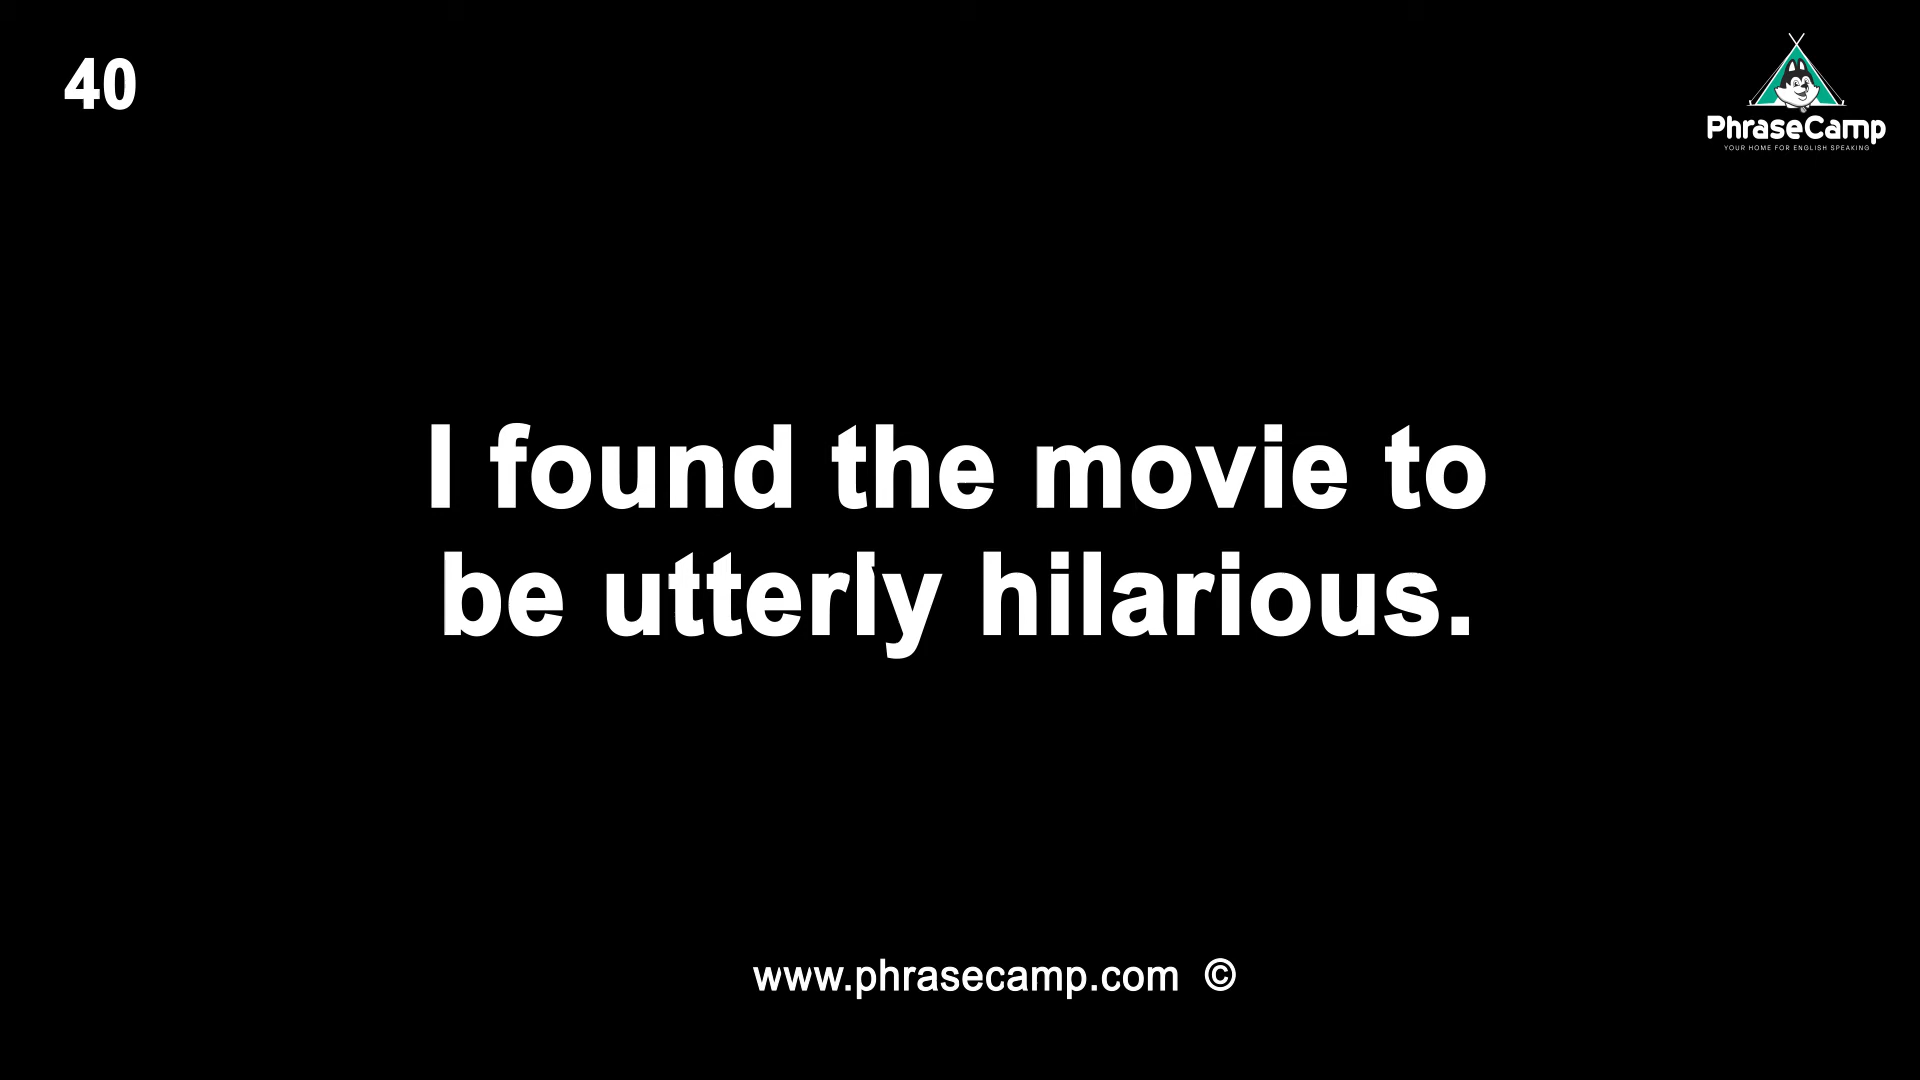 40
PhraseCamp
YOUR HOME FOR ENGLISH SPEAKING
I found the movie to
be utterly hilarious.
www.phrasecamp.com ©